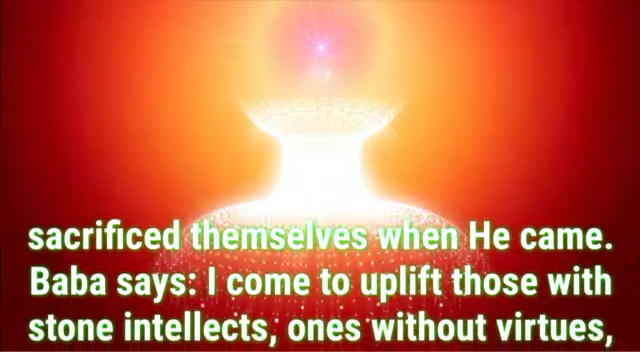 sacrificed themselves when He came.
Baba says: I come to uplift those with
stone intellects, ones without virtues,